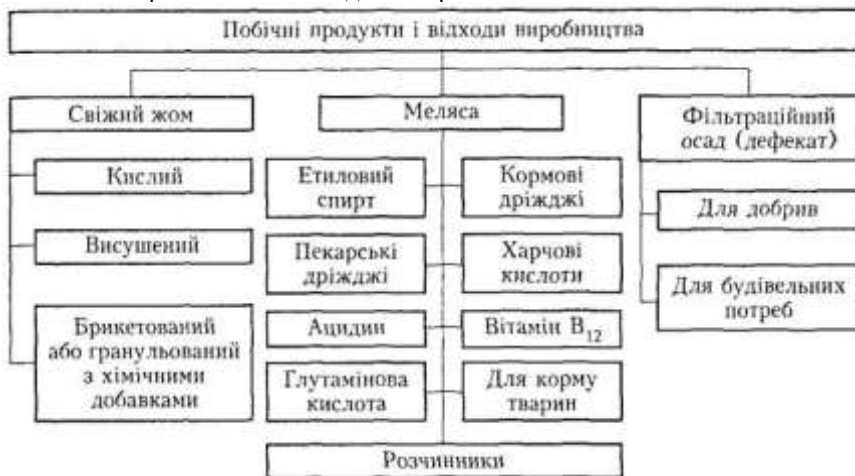 Побічні продукти і відходи виробництва
Свіжий жом
Кислий
Висушений
Брикетований
або гранульований
з хімічними
добавками
Меляса
Етиловий
спирт
Кормові
дріжджі
Пекарські
дріжджі
Харчові
кислоти
Ацидин
Вітамін B12
Глутамінова
кислота
Для корму
тварин
Розчинники
Фільтраційний
осад (дефекат)
Для добрив
Для будівельних
потреб